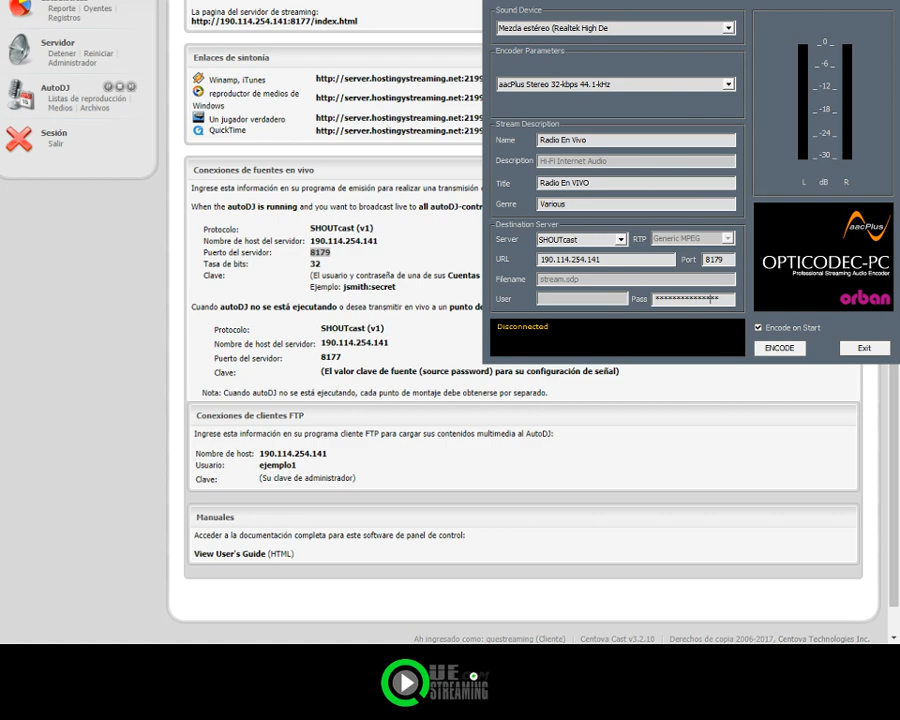 Reporte | Oyentes |
Registros
Servidor
Detener | Reiniciar |
Administrador
AutoDJ
Listas de reproducción |
Medios | Archivos
Sesión
Salir
La pagina del servidor de streaming:
http://190.114.254.141:8177/index.html
Enlaces de sintonía
Winamp, iTunes http://server.hostingystreaming.net:2199
reproductor de medios de Windows http://server.hostingystreaming.net:2199
Un jugador verdadero http://server.hostingystreaming.net:2199
QuickTime http://server.hostingystreaming.net:2199
Conexiones de fuentes en vivo
Ingrese esta información en su programa de emisión para realizar una transmisión
When the autoDJ is running and you want to broadcast live to all autoDJ-contr
Protocolo: SHOUTcast (v1)
Nombre de host del servidor: 190.114.254.141
Puerto del servidor: 8179
Tasa de bits: 32
Clave: (El usuario y contraseña de una de sus Cuentas
Ejemplo: jsmith:secret
Cuando autoDJ no se está ejecutando o desea transmitir en vivo a un punto de
Protocolo: SHOUTcast (v1)
Nombre de host del servidor: 190.114.254.141
Puerto del servidor: 8177
Clave: (El valor clave de fuente (source password) para su configuración de señal)
Nota: Cuando autoDJ no se está ejecutando, cada punto de montaje debe obtenerse por separado.
Conexiones de clientes FTP
Ingrese esta información en su programa cliente FTP para cargar sus contenidos multimedia al AutoDJ:
Nombre de host: 190.114.254.141
Usuario: ejemplo1
Clave: (Su clave de administrador)
Manuales
Acceder a la documentación completa para este software de panel de control:
View User's Guide (HTML)
Ah ingresado como: questreaming (Cliente) | Centova Cast v3.2.10 | Derechos de copia 2006-2017, Centova Technologies Inc.
Sound Device
Mezcla estéreo (Realtek High De
Encoder Parameters
aacPlus Stereo 32-kbps 44.1-kHz
Stream Description
Name Radio En Vivo
Description Hi-Fi Internet Audio
Title Radio En VIVO
Genre Various
Destination Server
Server SHOUTcast RTP Generic MPEG
URL 190.114.254.141 Port 8179
Filename stream.sdp
User Pass ***************
Disconnected
0
-6
-12
-18
-24
-30
L dB R
aacPlus
OPTICODEC-PC
Professional Streaming Audio Encoder
orban
Encode on Start
ENCODE Exit
UE
STREAMING